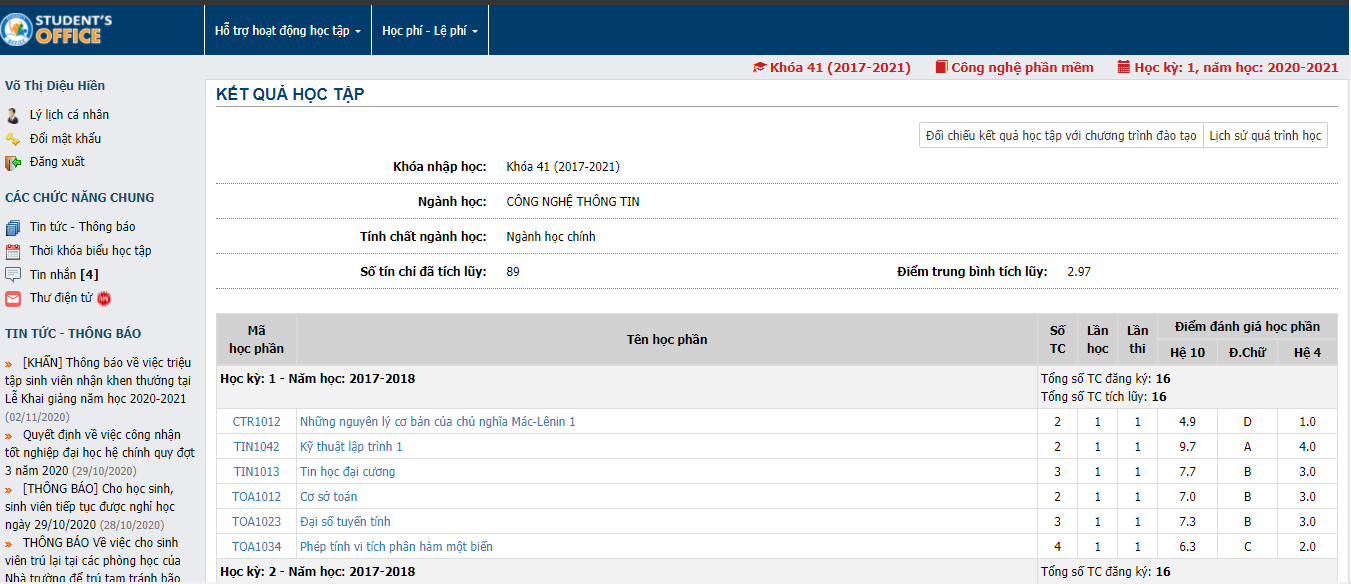 STUDENT'S
OFFICE
Hỗ trợ hoạt động học tập
Học phí - Lệ phí
Khóa 41 (2017-2021)
Công nghệ phần mềm
Học kỳ: 1, năm học: 2020-2021
Võ Thị Diệu Hiền
Lý lịch cá nhân
Đổi mật khẩu
Đăng xuất
CÁC CHỨC NĂNG CHUNG
Tin tức - Thông báo
Thời khóa biểu học tập
Tin nhắn [4]
Thư điện tử
TIN TỨC - THÔNG BÁO
» [KHẨN] Thông báo về việc triệu
tập sinh viên nhận khen thưởng tại
Lễ Khai giảng năm học 2020-2021
(02/11/2020)
» Quyết định về việc công nhận
tốt nghiệp đại học hệ chính quy đợt
3 năm 2020 (29/10/2020)
» [THÔNG BÁO] Cho học sinh,
sinh viên tiếp tục được nghỉ học
ngày 29/10/2020 (28/10/2020)
» THÔNG BÁO Về việc cho sinh
viên trú lại tại các phòng học của
Nhà trường để trú tạm tránh bão
KẾT QUẢ HỌC TẬP
Đối chiếu kết quả học tập với chương trình đào tạo
Lịch sử quá trình học
Khóa nhập học: Khóa 41 (2017-2021)
Ngành học: CÔNG NGHỆ THÔNG TIN
Tính chất ngành học: Ngành học chính
Số tín chỉ đã tích lũy: 89 Điểm trung bình tích lũy: 2.97
Mã
học phần
Tên học phần
Số
TC
Lần
học
Lần
thi
Điểm đánh giá học phần
Hệ 10 Đ.Chữ Hệ 4
Học kỳ: 1 - Năm học: 2017-2018
Tổng số TC đăng ký: 16
Tổng số TC tích lũy: 16
CTR1012 Những nguyên lý cơ bản của chủ nghĩa Mác-Lênin 1 2 1 1 4.9 D 1.0
TIN1042 Kỹ thuật lập trình 1 2 1 1 9.7 A 4.0
TIN1013 Tin học đại cương 3 1 1 7.7 B 3.0
TOA1012 Cơ sở toán 2 1 1 7.0 B 3.0
TOA1023 Đại số tuyến tính 3 1 1 7.3 B 3.0
TOA1034 Phép tính vi tích phân hàm một biến 4 1 1 6.3 C 2.0
Học kỳ: 2 - Năm học: 2017-2018 Tổng số TC đăng ký: 16